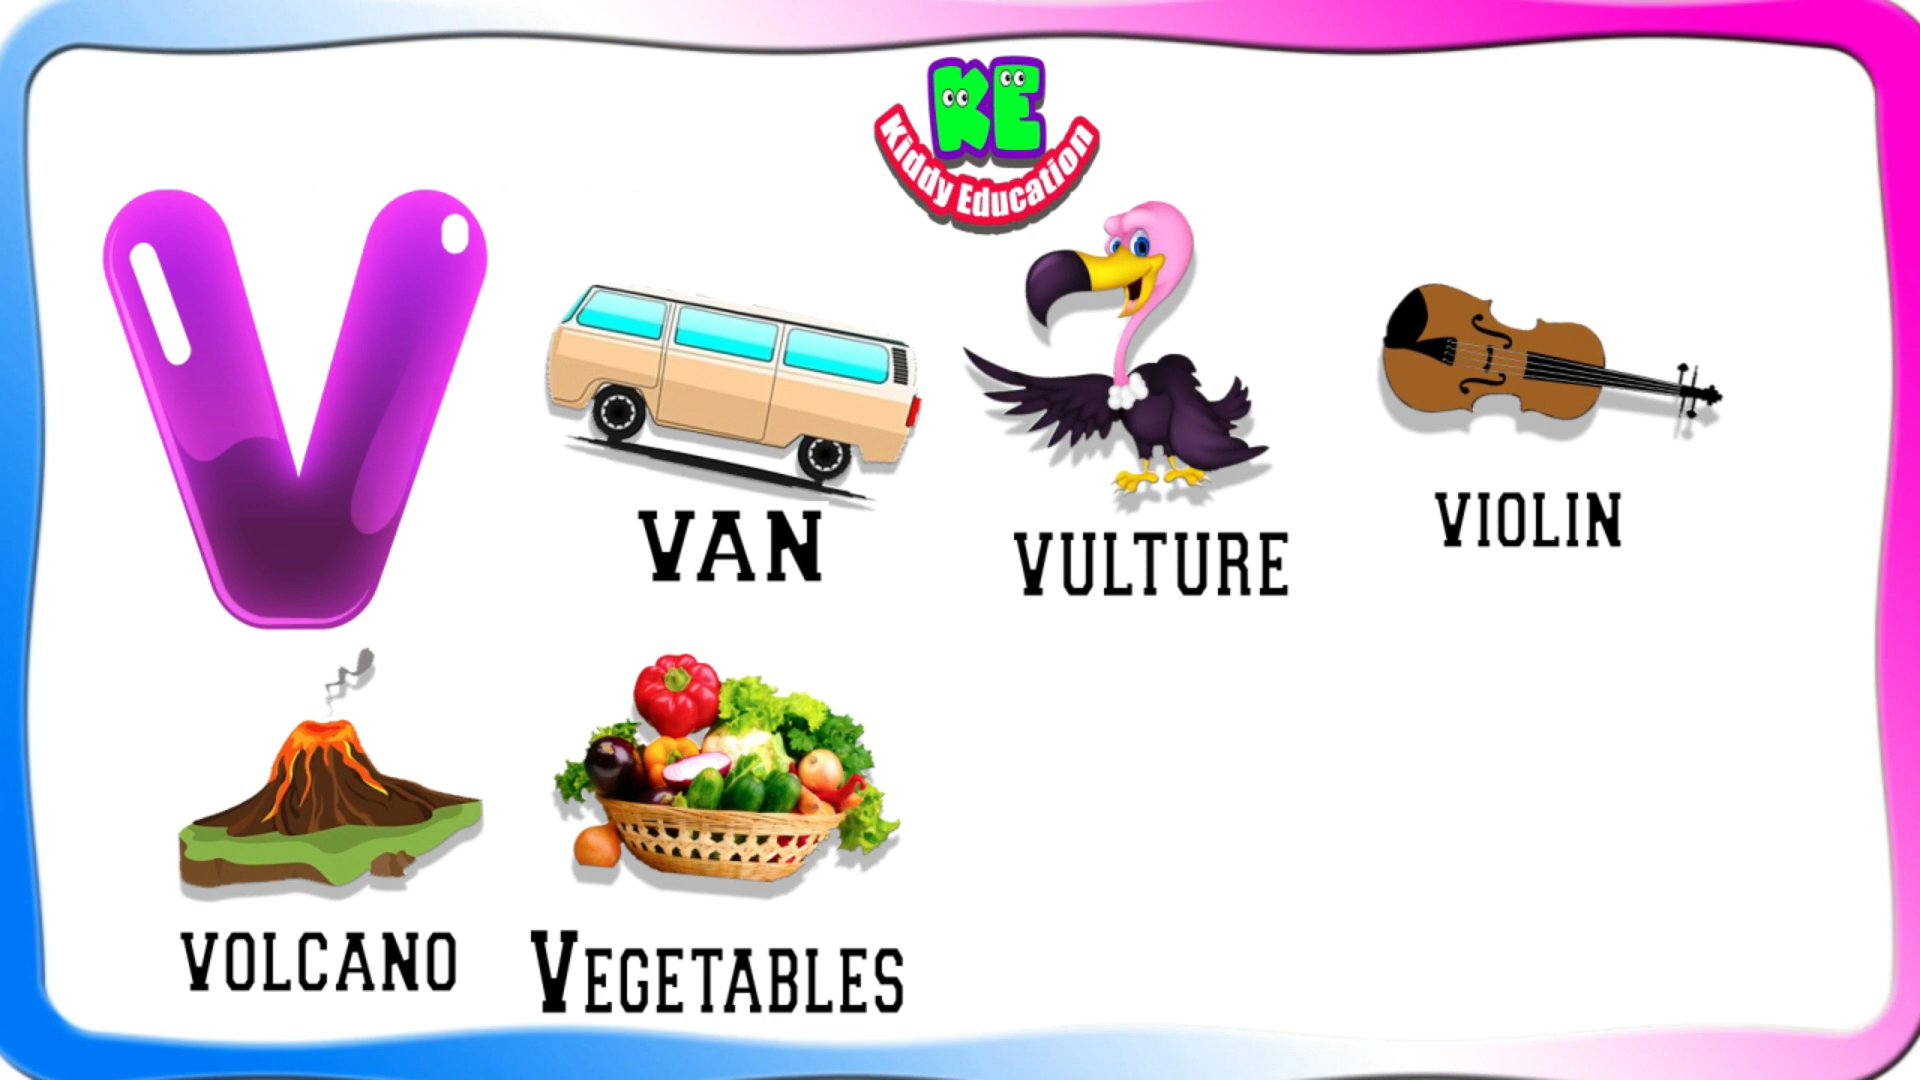 KE
Kiddy Education
V
VAN
VULTURE
VIOLIN
VOLCANO
VEGETABLES